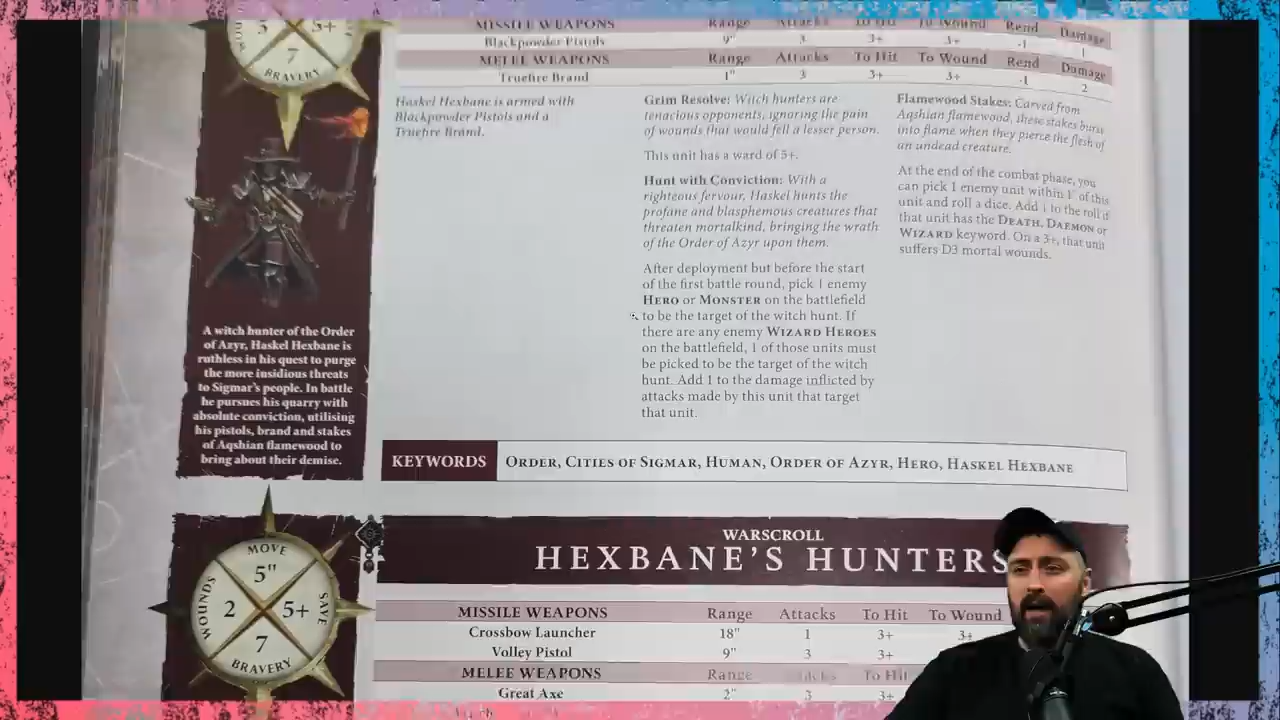 5 5+
7
BRAVERY
MISSILE WEAPONS Range Attacks To Hit To Wound Rend Damage
Blackpowder Pistols 9" 3 3+ 3+ -1 1
MELEE WEAPONS Range Attacks To Hit To Wound Rend Damage
Truefire Brand 1" 3 3+ 3+ -1 2
Haskel Hexbane is armed with
Blackpowder Pistols and a
Truefire Brand.
Grim Resolve: Witch hunters are
tenacious opponents, ignoring the pain
of wounds that would fell a lesser person.
This unit has a ward of 5+.
Hunt with Conviction: With a
righteous fervour, Haskel hunts the
profane and blasphemous creatures that
threaten mortalkind, bringing the wrath
of the Order of Azyr upon them.
After deployment but before the start
of the first battle round, pick 1 enemy
HERO or MONSTER on the battlefield
to be the target of the witch hunt. If
there are any enemy WIZARD HEROES
on the battlefield, 1 of those units must
be picked to be the target of the witch
hunt. Add 1 to the damage inflicted by
attacks made by this unit that target
that unit.
Flamewood Stakes: Carved from
Aqshian flamewood, these stakes burst
into flame when they pierce the flesh of
an undead creature.
At the end of the combat phase, you
can pick 1 enemy unit within 1" of this
unit and roll a dice. Add 1 to the roll if
that unit has the DEATH, DAEMON or
WIZARD keyword. On a 3+, that unit
suffers D3 mortal wounds.
A witch hunter of the Order
of Azyr, Haskel Hexbane is
ruthless in his quest to purge
the more insidious threats
to Sigmar's people. In battle
he pursues his quarry with
absolute conviction, utilising
his pistols, brand and stakes
of Aqshian flamewood to
bring about their demise.
KEYWORDS ORDER, CITIES OF SIGMAR, HUMAN, ORDER OF AZYR, HERO, HASKEL HEXBANE
WARSCROLL
HEXBANE'S HUNTERS
MOVE
5"
WOUNDS 2 5+ SAVE
7
BRAVERY
MISSILE WEAPONS Range Attacks To Hit To Wound
Crossbow Launcher 18" 1 3+ 3+
Volley Pistol 9" 3 3+
MELEE WEAPONS Range Attacks To Hit
Great Axe 2" 3 3+